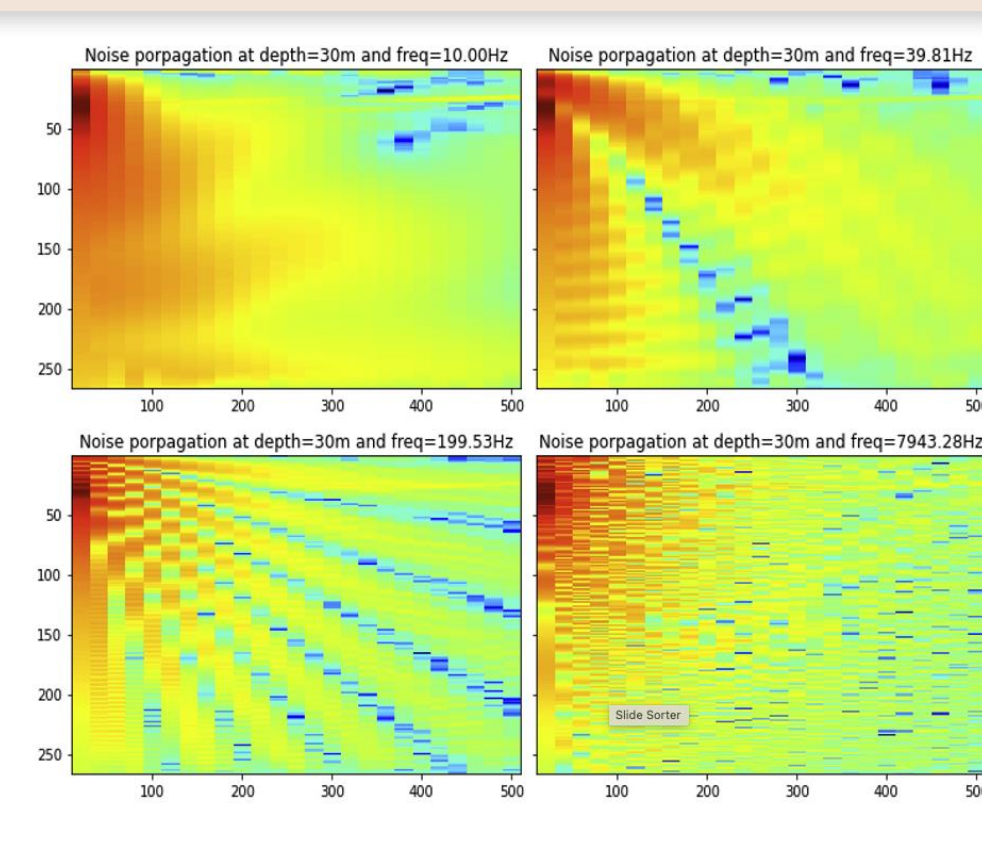 Noise porpagation at depth=30m and freq=10.00Hz
Noise porpagation at depth=30m and freq=39.81Hz
50
100
150
200
250
100 200 300 400 500
100 200 300 400
Noise porpagation at depth=30m and freq=199.53Hz
Noise porpagation at depth=30m and freq=7943.28Hz
50
100
150
200
250
Slide Sorter
100 200 300 400 500
100 200 300 400